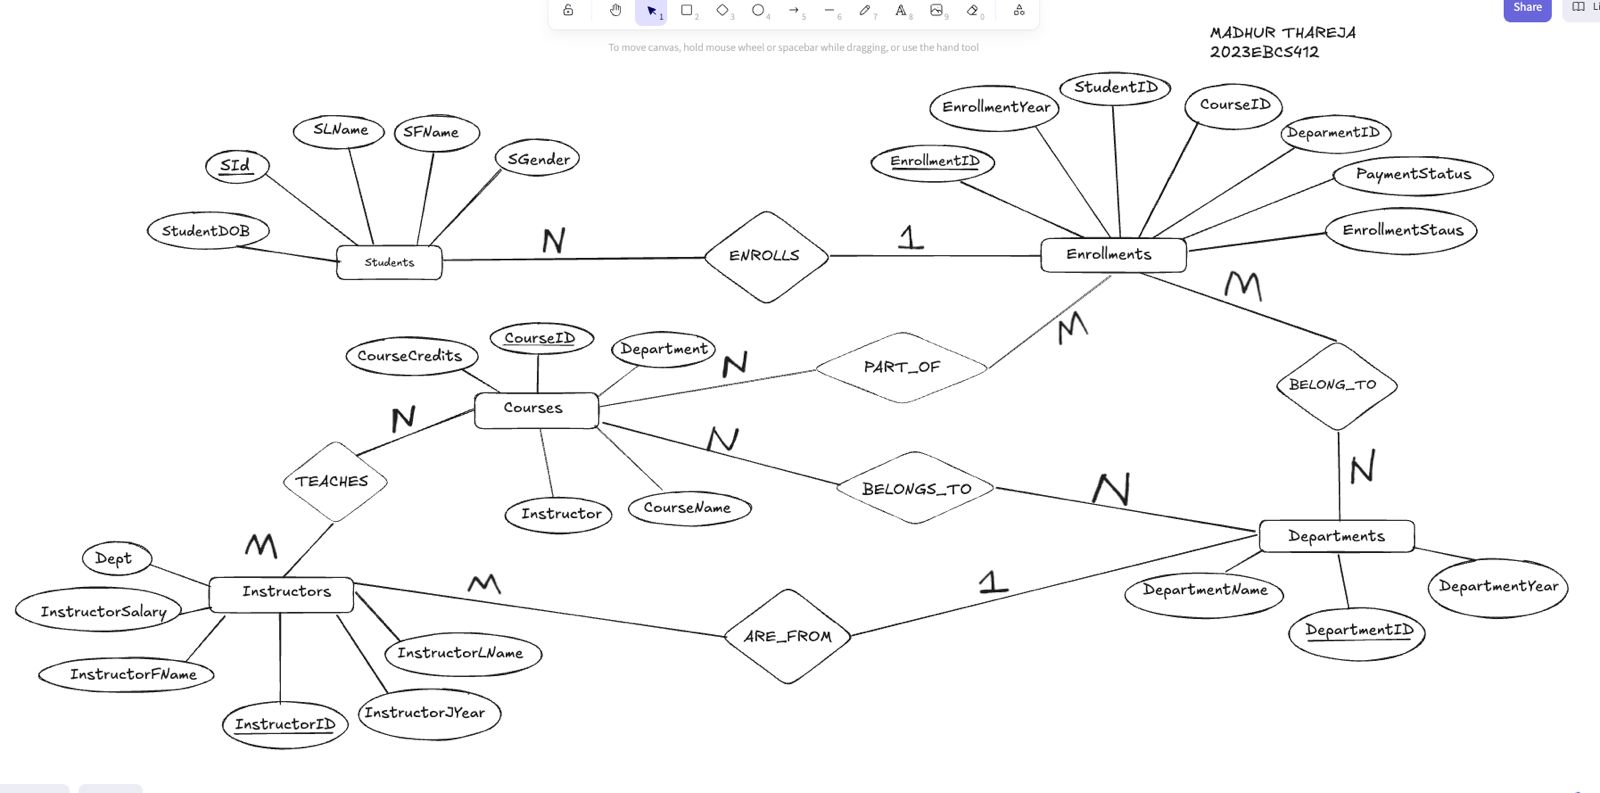 1
2
3
4
5
6
7
8
9
0
Share
Li
To move canvas, hold mouse wheel or spacebar while dragging, or use the hand tool
MADHUR THAREJA
2023EBCS412
StudentID
EnrollmentYear
CourseID
SLName
SFName
DeparmentID
SId
SGender
EnrollmentID
PaymentStatus
StudentDOB
EnrollmentStaus
N
1
Students
ENROLLS
Enrollments
M
M
CourseCredits
CourseID
Department
N
PART_OF
BELONG_TO
Courses
N
N
N
TEACHES
BELONGS_TO
N
Instructor
CourseName
Departments
M
Dept
M
1
Instructors
InstructorSalary
DepartmentName
DepartmentYear
DepartmentID
ARE_FROM
InstructorLName
InstructorFName
InstructorJYear
InstructorID